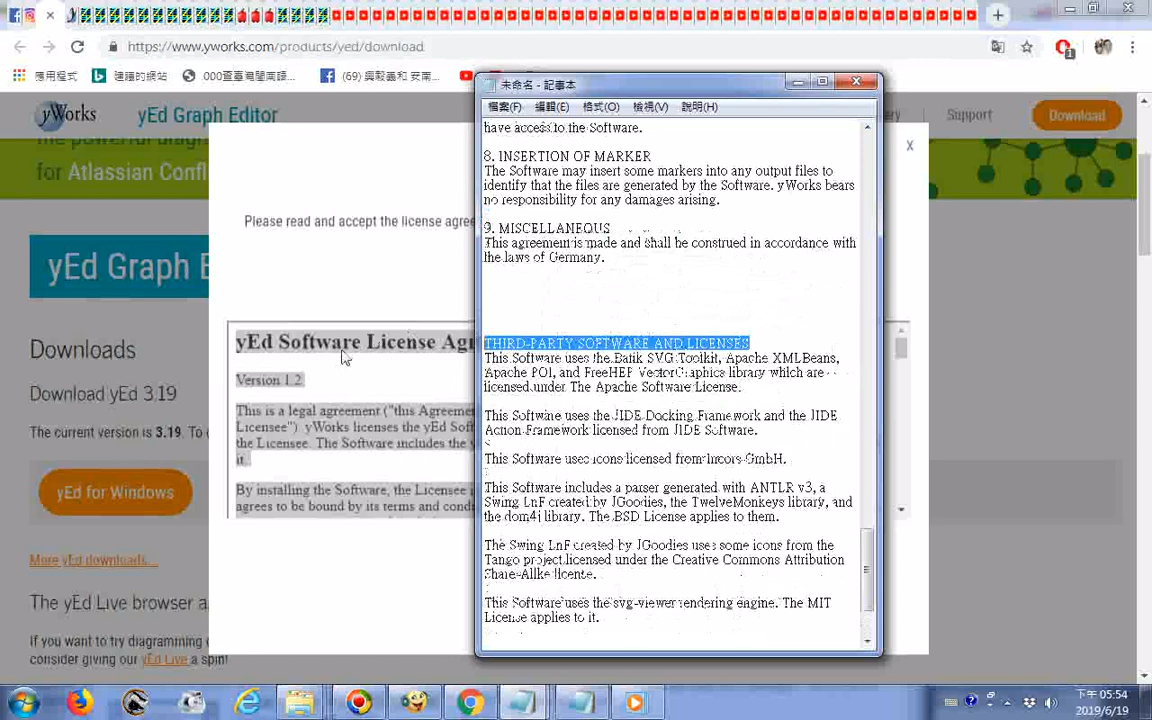 https://www.yworks.com/products/yed/download
應用程式
建議的網站
(69)
yWorks
yEd Graph Editor
Support
Download
the powerful
for Atlassian Confl
Please read and accept the license agree
x
yEd Graph E
Downloads
Download yEd 3.19
The current version is 3.19. To
yEd for Windows
More yEd downloads...
The yEd Live browser a
If you want to try diagramming
consider giving our yEd Live a spin!
yEd Software License Agr
Version 1.2
This is a legal agreement ("this Agreemen
Licensee") yWorks licenses the yEd Soft
the Licensee. The Software includes the y
it.
By installing the Software, the Licensee
agrees to be bound by its terms and cond
未命名 - 記事本
檔案(F) 編輯(E) 格式(O) 檢視(V) 說明(H)
have access to the Software.
8. INSERTION OF MARKER
The Software may insert some markers into any output files to
identify that the files are generated by the Software. yWorks bears
no responsibility for any damages arising.
9. MISCELLANEOUS
This agreement is made and shall be construed in accordance with
the laws of Germany.
THIRD-PARTY SOFTWARE AND LICENSES
This Software uses the Batik SVG Toolkit, Apache XMLBeans,
Apache POI, and FreeHEP VectorGraphics library which are
licensed under The Apache Software License.
This Software uses the JIDE Docking Framework and the JIDE
Action Framework licensed from JIDE Software.
This Software uses icons licensed from Incors GmbH.
This Software includes a parser generated with ANTLR v3, a
Swing LnF created by JGoodies, the TwelveMonkeys library, and
the dom4j library. The BSD License applies to them.
The Swing LnF created by JGoodies uses some icons from the
Tango project licensed under the Creative Commons Attribution
Share-Alike license.
This Software uses the svg-viewer rendering engine. The MIT
License applies to it.
下午 05:54
2019/6/19